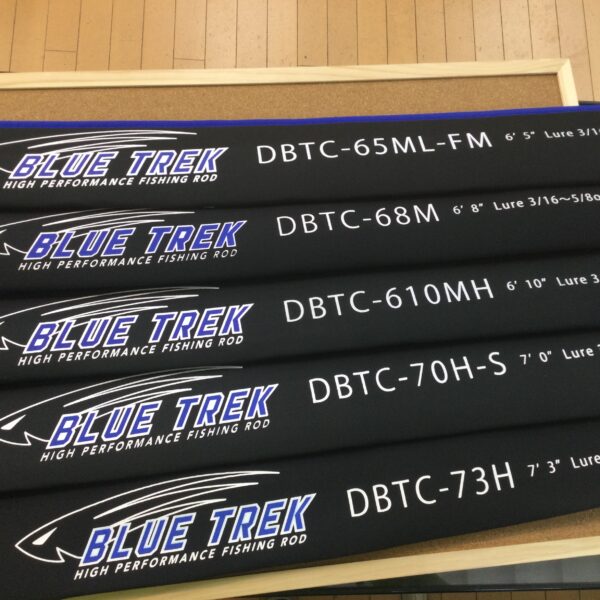 BLUE TREK
HIGH PERFORMANCE FISHING ROD
DBTC-65ML-FM 6' 5" Lure 3/1
BLUE TREK
HIGH PERFORMANCE FISHING ROD
DBTC-68M 6' 8" Lure 3/16～5/8o
BLUE TREK
HIGH PERFORMANCE FISHING ROD
DBTC-610MH 6' 10" Lure 3
BLUE TREK
HIGH PERFORMANCE FISHING ROD
DBTC-70H-S 7' 0" Lure
BLUE TREK
HIGH PERFORMANCE FISHING ROD
DBTC-73H 7' 3" Lure